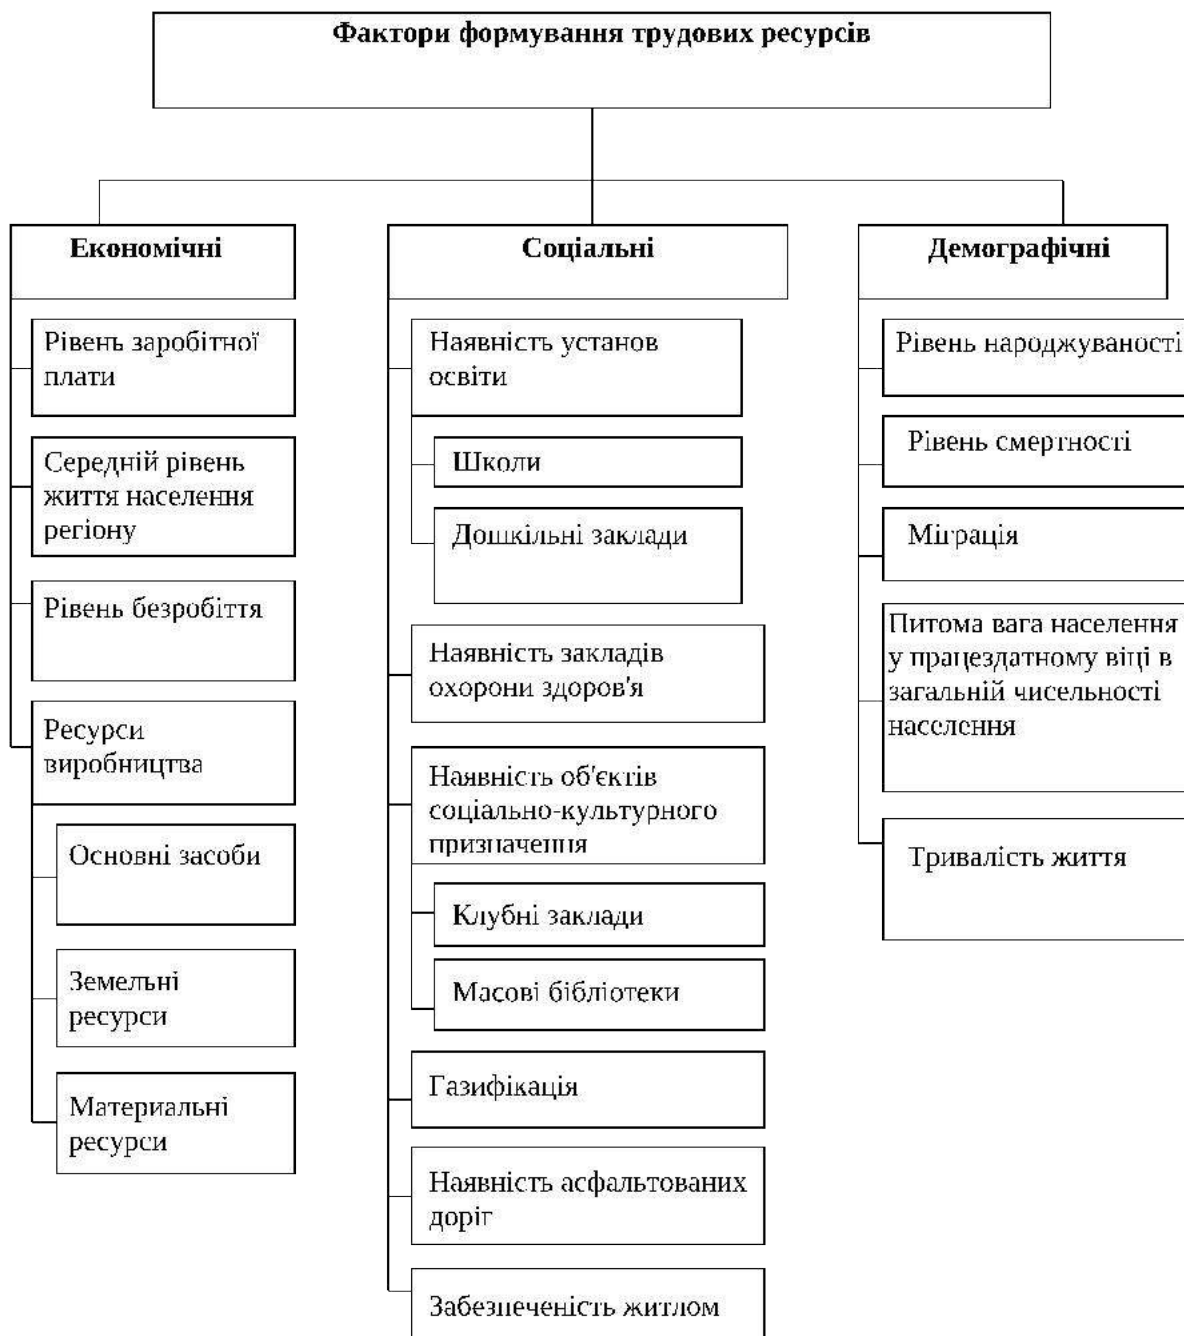 Фактори формування трудових ресурсів
Економічні
Рівень заробітної
плати
Середній рівень
життя населення
регіону
Рівень безробіття
Ресурси
виробництва
Основні засоби
Земельні
ресурси
Материальні
ресурси
Соціальні
Наявність установ
освіти
Школи
Дошкільні заклади
Наявність закладів
охорони здоров'я
Наявність об'єктів
соціально-культурного
призначення
Клубні заклади
Масові бібліотеки
Газифікація
Наявність асфальтованих
доріг
Забезпеченість житлом
Демографічні
Рівень народжуваності
Рівень смертності
Міграція
Питома вага населення
у працездатному віці в
загальній чисельності
населення
Тривалість життя